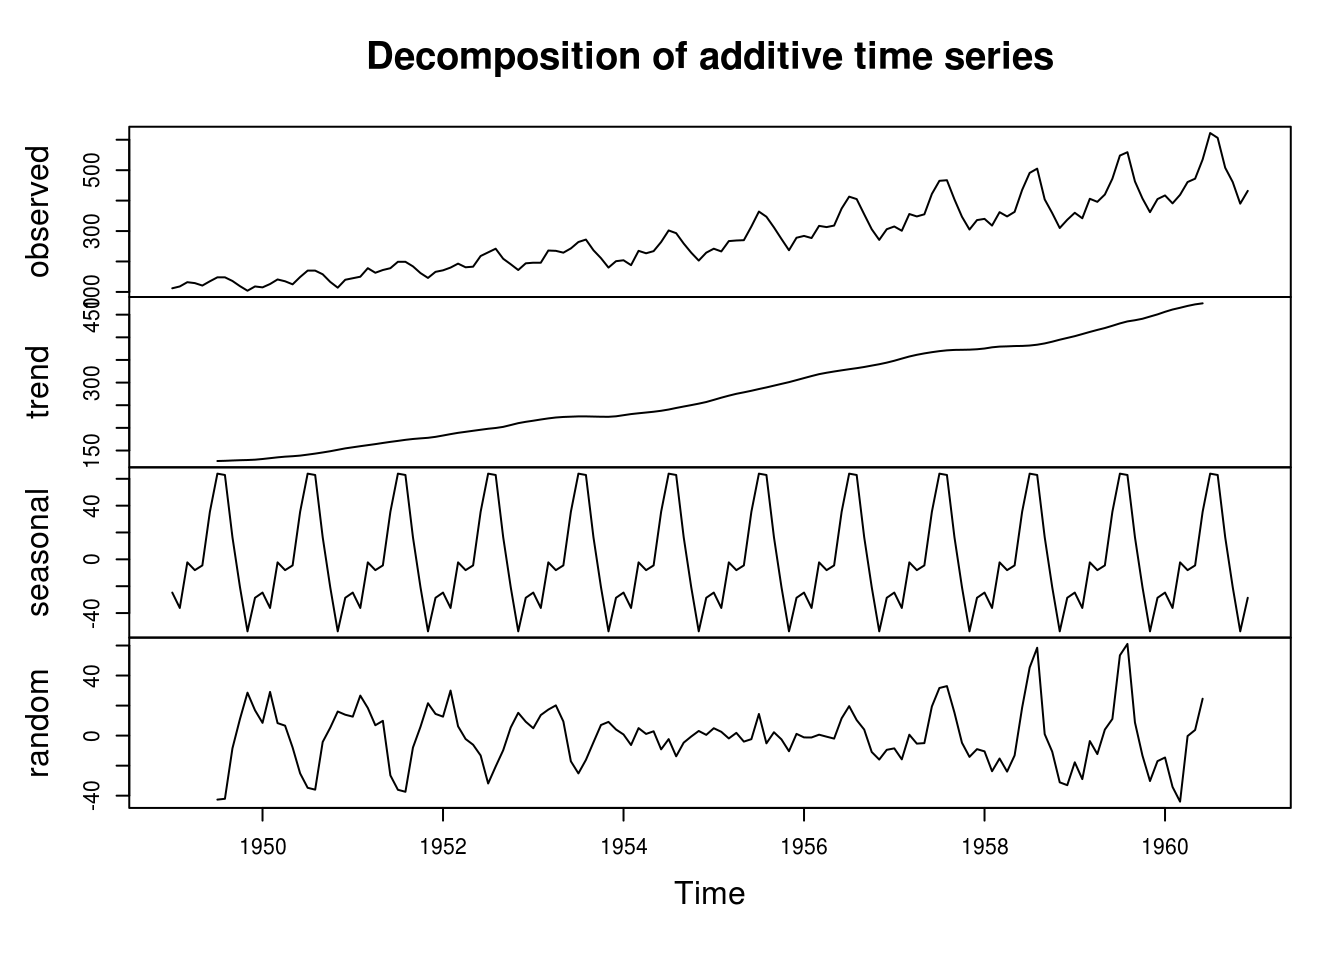 Decomposition of additive time series
observed
500
300
100
trend
450
300
150
seasonal
40
0
-40
random
40
0
-40
1950 1952 1954 1956 1958 1960
Time